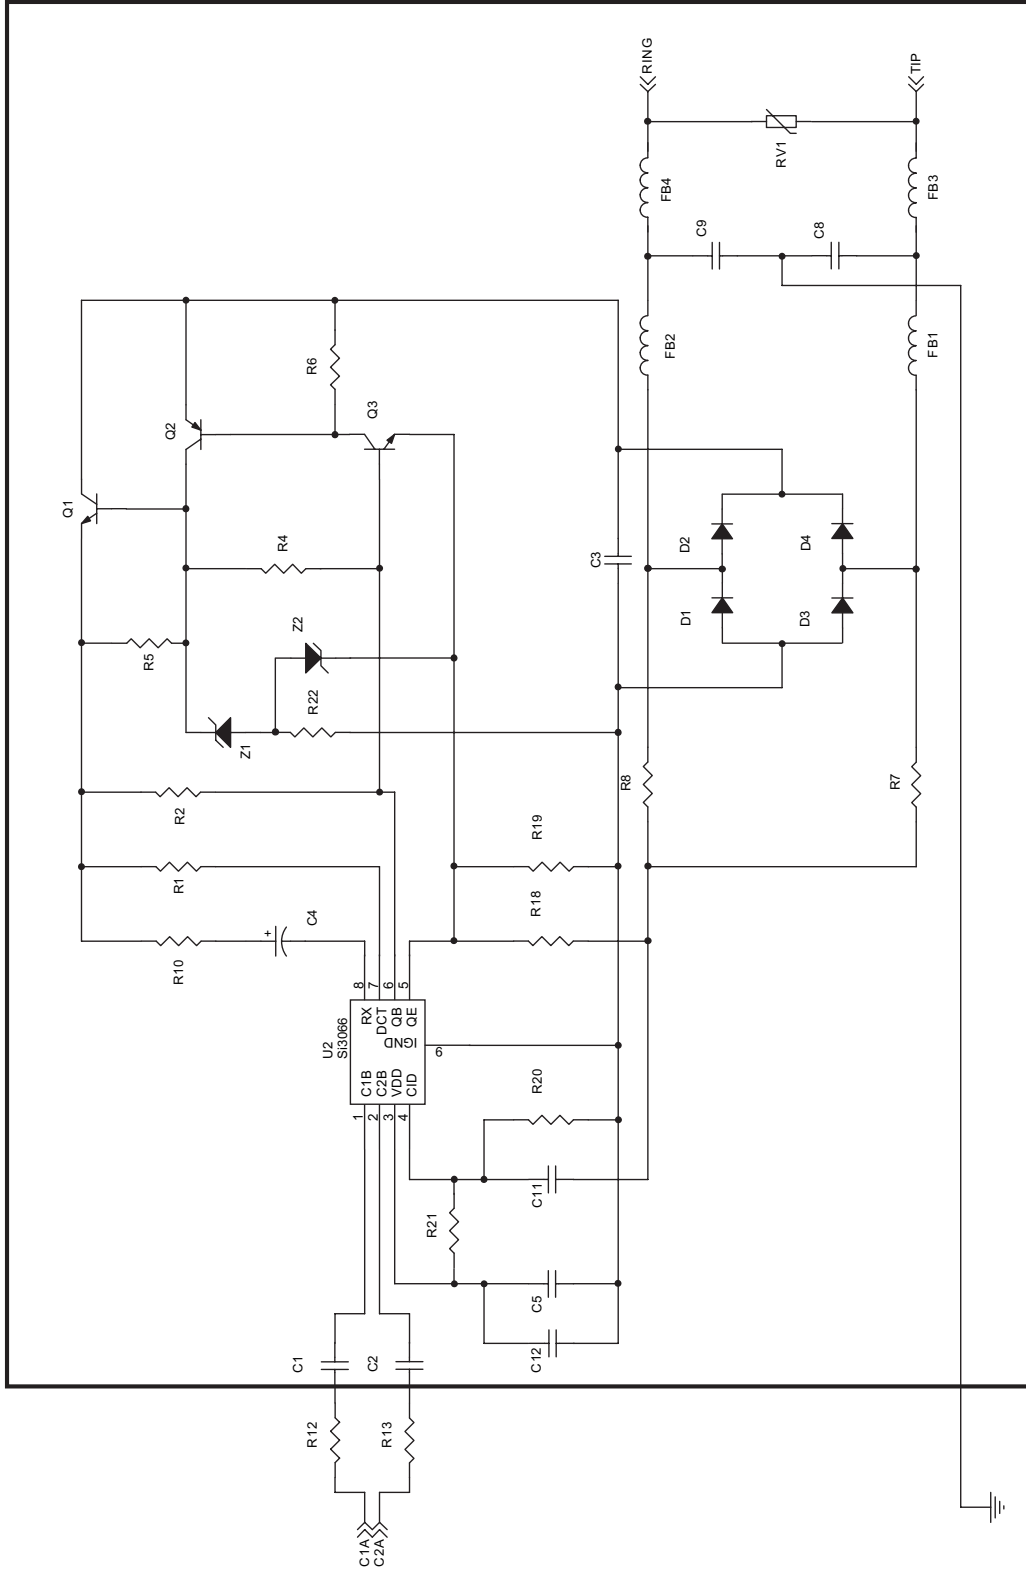 RING
TIP
RV1
FB4
FB3
C9
C8
FB2
FB1
R6
Q3
Q2
Q1
R4
C3
D2
D4
D1
D3
Z2
R5
R22
Z1
R8
R7
R2
R19
R1
R18
C4
+
R10
8
7
6
5
RX
DCT
QB
QE
U2
Si3066
IGND
9
C1B
C2B
VDD
CID
1
2
3
4
R20
C11
R21
C5
C12
C1
C2
R12
R13
C1A
C2A